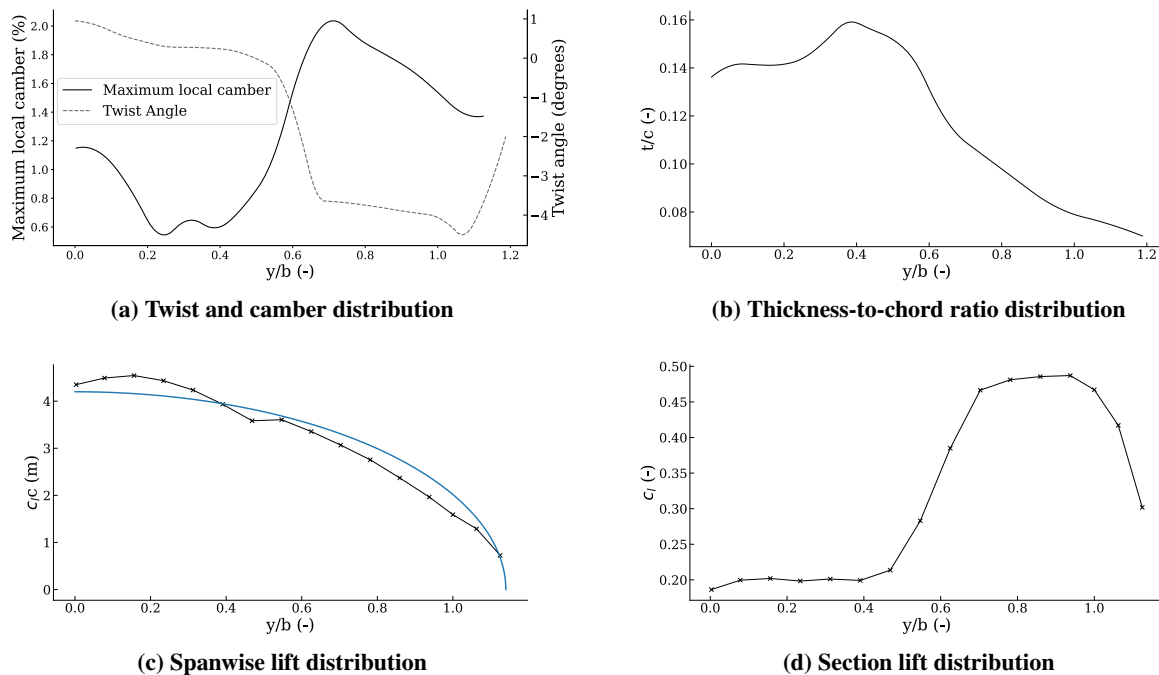 Maximum local camber (%)
2.0
1.8
1.6
1.4
1.2
1.0
0.8
0.6
Maximum local camber
Twist Angle
1
0
−1
−2
−3
−4
Twist angle (degrees)
0.0 0.2 0.4 0.6 0.8 1.0 1.2
y/b (-)
(a) Twist and camber distribution
t/c (-)
0.16
0.14
0.12
0.10
0.08
0.0 0.2 0.4 0.6 0.8 1.0 1.2
y/b (-)
(b) Thickness-to-chord ratio distribution
c_l c (m)
4
3
2
1
0
0.0 0.2 0.4 0.6 0.8 1.0
y/b (-)
(c) Spanwise lift distribution
c_l (-)
0.50
0.45
0.40
0.35
0.30
0.25
0.20
0.0 0.2 0.4 0.6 0.8 1.0
y/b (-)
(d) Section lift distribution